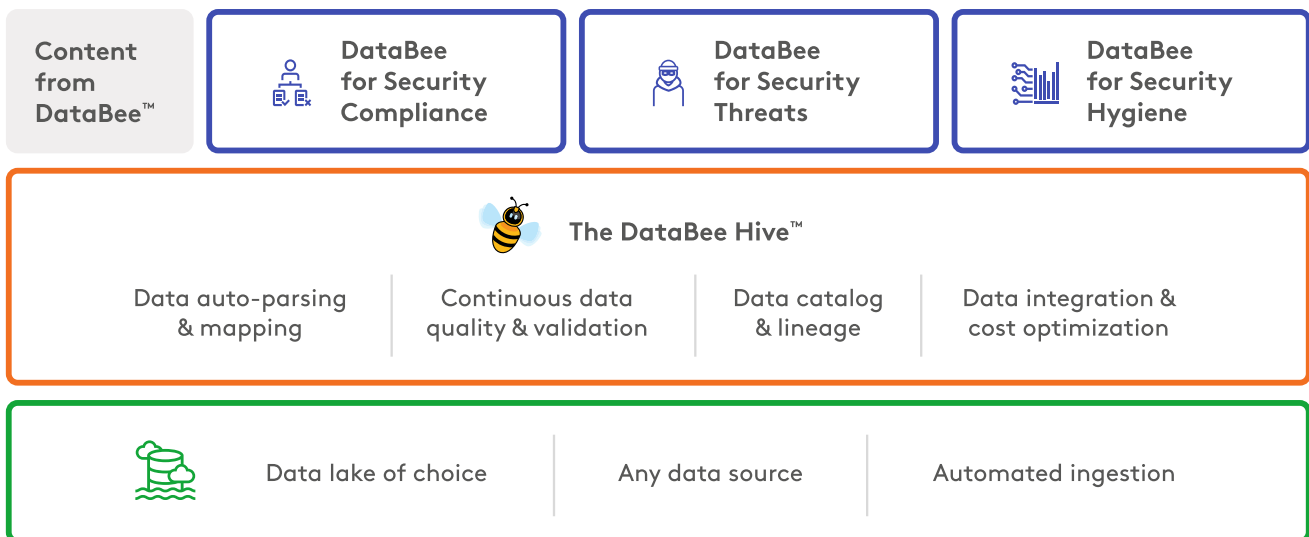 Content
from
DataBee™
DataBee
for Security
Compliance
DataBee
for Security
Threats
DataBee
for Security
Hygiene
The DataBee Hive™
Data auto-parsing
& mapping
Continuous data
quality & validation
Data catalog
& lineage
Data integration &
cost optimization
Data lake of choice
Any data source
Automated ingestion